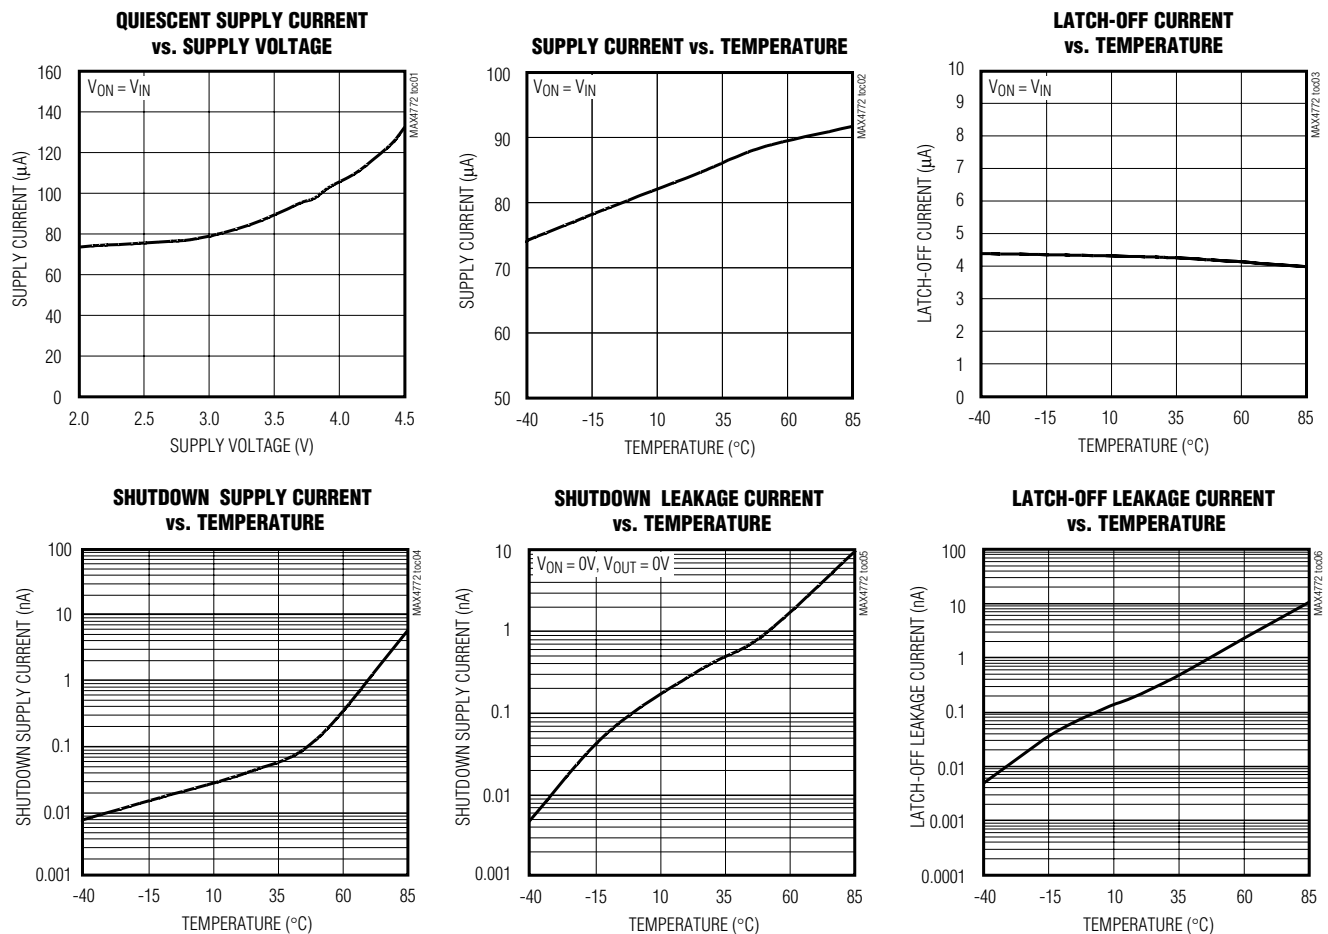 QUIESCENT SUPPLY CURRENT
vs. SUPPLY VOLTAGE
VON = VIN
MAX4772 toc01
SUPPLY CURRENT (μA)
160
140
120
100
80
60
40
20
0
2.0 2.5 3.0 3.5 4.0 4.5
SUPPLY VOLTAGE (V)
SUPPLY CURRENT vs. TEMPERATURE
VON = VIN
MAX4772 toc02
SUPPLY CURRENT (μA)
100
90
80
70
60
50
-40 -15 10 35 60 85
TEMPERATURE (°C)
LATCH-OFF CURRENT
vs. TEMPERATURE
VON = VIN
MAX4772 toc03
LATCH-OFF CURRENT (μA)
10
9
8
7
6
5
4
3
2
1
0
-40 -15 10 35 60 85
TEMPERATURE (°C)
SHUTDOWN SUPPLY CURRENT
vs. TEMPERATURE
MAX4772 toc04
SHUTDOWN SUPPLY CURRENT (nA)
100
10
1
0.1
0.01
0.001
-40 -15 10 35 60 85
TEMPERATURE (°C)
SHUTDOWN LEAKAGE CURRENT
vs. TEMPERATURE
VON = 0V, VOUT = 0V
MAX4772 toc05
SHUTDOWN SUPPLY CURRENT (nA)
10
1
0.1
0.01
0.001
-40 -15 10 35 60 85
TEMPERATURE (°C)
LATCH-OFF LEAKAGE CURRENT
vs. TEMPERATURE
MAX4772 toc06
LATCH-OFF LEAKAGE CURRENT (nA)
100
10
1
0.1
0.01
0.001
0.0001
-40 -15 10 35 60 85
TEMPERATURE (°C)